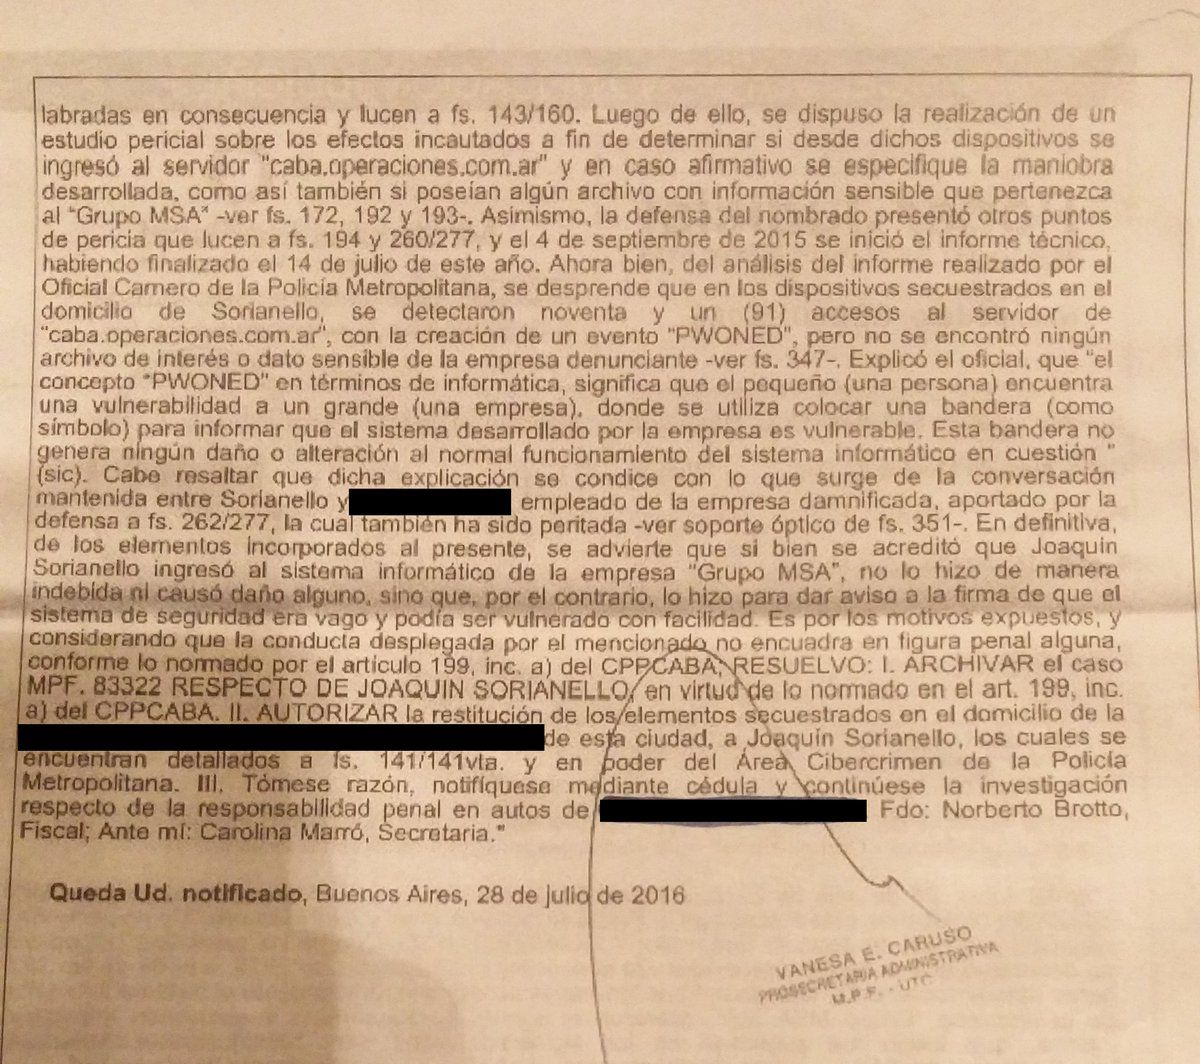 labradas en consecuencia y lucen a fs. 143/160. Luego de ello, se dispuso la realización de un
estudio pericial sobre los efectos incautados a fin de determinar si desde dichos dispositivos se
ingresó al servidor "caba.operaciones.com.ar" y en caso afirmativo se especifique la maniobra
desarrollada, como así también si poseían algún archivo con información sensible que pertenezca
al "Grupo MSA" -ver fs. 172, 192 y 193-. Asimismo, la defensa del nombrado presentó otros puntos
de pericia que lucen a fs. 194 y 260/277, y el 4 de septiembre de 2015 se inició el informe técnico,
habiendo finalizado el 14 de julio de este año. Ahora bien, del análisis del informe realizado por el
Oficial Carnero de la Policía Metropolitana, se desprende que en los dispositivos secuestrados en el
domicilio de Sorianello, se detectaron noventa y un (91) accesos al servidor de
"caba.operaciones.com.ar", con la creación de un evento "PWONED", pero no se encontró ningún
archivo de interés o dato sensible de la empresa denunciante -ver fs. 347-. Explicó el oficial, que "el
concepto "PWONED" en términos de informática, significa que el pequeño (una persona) encuentra
una vulnerabilidad a un grande (una empresa), donde se utiliza colocar una bandera (como
símbolo) para informar que el sistema desarrollado por la empresa es vulnerable. Esta bandera no
genera ningún daño o alteración al normal funcionamiento del sistema informático en cuestión "
(sic). Cabe resaltar que dicha explicación se condice con lo que surge de la conversación
mantenida entre Sorianello y empleado de la empresa damnificada, aportado por la
defensa a fs. 262/277, la cual también ha sido peritada -ver soporte óptico de fs. 351-. En definitiva,
de los elementos incorporados al presente, se advierte que si bien se acreditó que Joaquín
Sorianello ingresó al sistema informático de la empresa "Grupo MSA", no lo hizo de manera
indebida ni causó daño alguno, sino que, por el contrario, lo hizo para dar aviso a la firma de que el
sistema de seguridad era vago y podía ser vulnerado con facilidad. Es por los motivos expuestos, y
considerando que la conducta desplegada por el mencionado no encuadra en figura penal alguna,
conforme lo normado por el artículo 199, inc. a) del CPPCABA; RESUELVO: I. ARCHIVAR el caso
MPF. 83322 RESPECTO DE JOAQUIN SORIANELLO, en virtud de lo normado en el art. 199, inc.
a) del CPPCABA. II. AUTORIZAR la restitución de los elementos secuestrados en el domicilio de la
de esta ciudad, a Joaquín Sorianello, los cuales se
encuentran detallados a fs. 141/141vta. y en poder del Área Cibercrimen de la Policía
Metropolitana. III. Tómese razón, notifíquese mediante cédula y continúese la investigación
respecto de la responsabilidad penal en autos de Fdo: Norberto Brotto,
Fiscal; Ante mí: Carolina Marró, Secretaria."
Queda Ud. notificado, Buenos Aires, 28 de julio de 2016
VANESA E. CARUSO
PROSECRETARIA ADMINISTRATIVA
M.P.F. - UTC